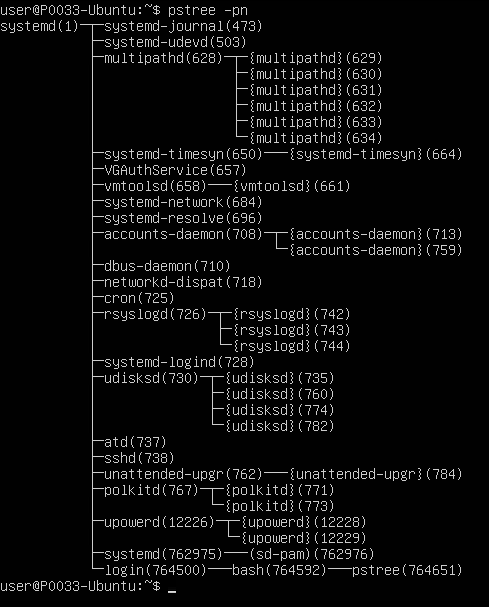 user@P0033-Ubuntu:~$ pstree -pn
systemd(1)─┬─systemd-journal(473)
           ├─systemd-udevd(503)
           ├─multipathd(628)─┬─{multipathd}(629)
           │                 ├─{multipathd}(630)
           │                 ├─{multipathd}(631)
           │                 ├─{multipathd}(632)
           │                 ├─{multipathd}(633)
           │                 └─{multipathd}(634)
           ├─systemd-timesyn(650)───{systemd-timesyn}(664)
           ├─VGAuthService(657)
           ├─vmtoolsd(658)───{vmtoolsd}(661)
           ├─systemd-network(684)
           ├─systemd-resolve(696)
           ├─accounts-daemon(708)─┬─{accounts-daemon}(713)
           │                      └─{accounts-daemon}(759)
           ├─dbus-daemon(710)
           ├─networkd-dispat(718)
           ├─cron(725)
           ├─rsyslogd(726)─┬─{rsyslogd}(742)
           │               ├─{rsyslogd}(743)
           │               └─{rsyslogd}(744)
           ├─systemd-logind(728)
           ├─udisksd(730)─┬─{udisksd}(735)
           │              ├─{udisksd}(760)
           │              ├─{udisksd}(774)
           │              └─{udisksd}(782)
           ├─atd(737)
           ├─sshd(738)
           ├─unattended-upgr(762)───{unattended-upgr}(784)
           ├─polkitd(767)─┬─{polkitd}(771)
           │              └─{polkitd}(773)
           ├─upowerd(12226)─┬─{upowerd}(12228)
           │                └─{upowerd}(12229)
           ├─systemd(762975)───(sd-pam)(762976)
           └─login(764500)───bash(764592)───pstree(764651)
user@P0033-Ubuntu:~$ _